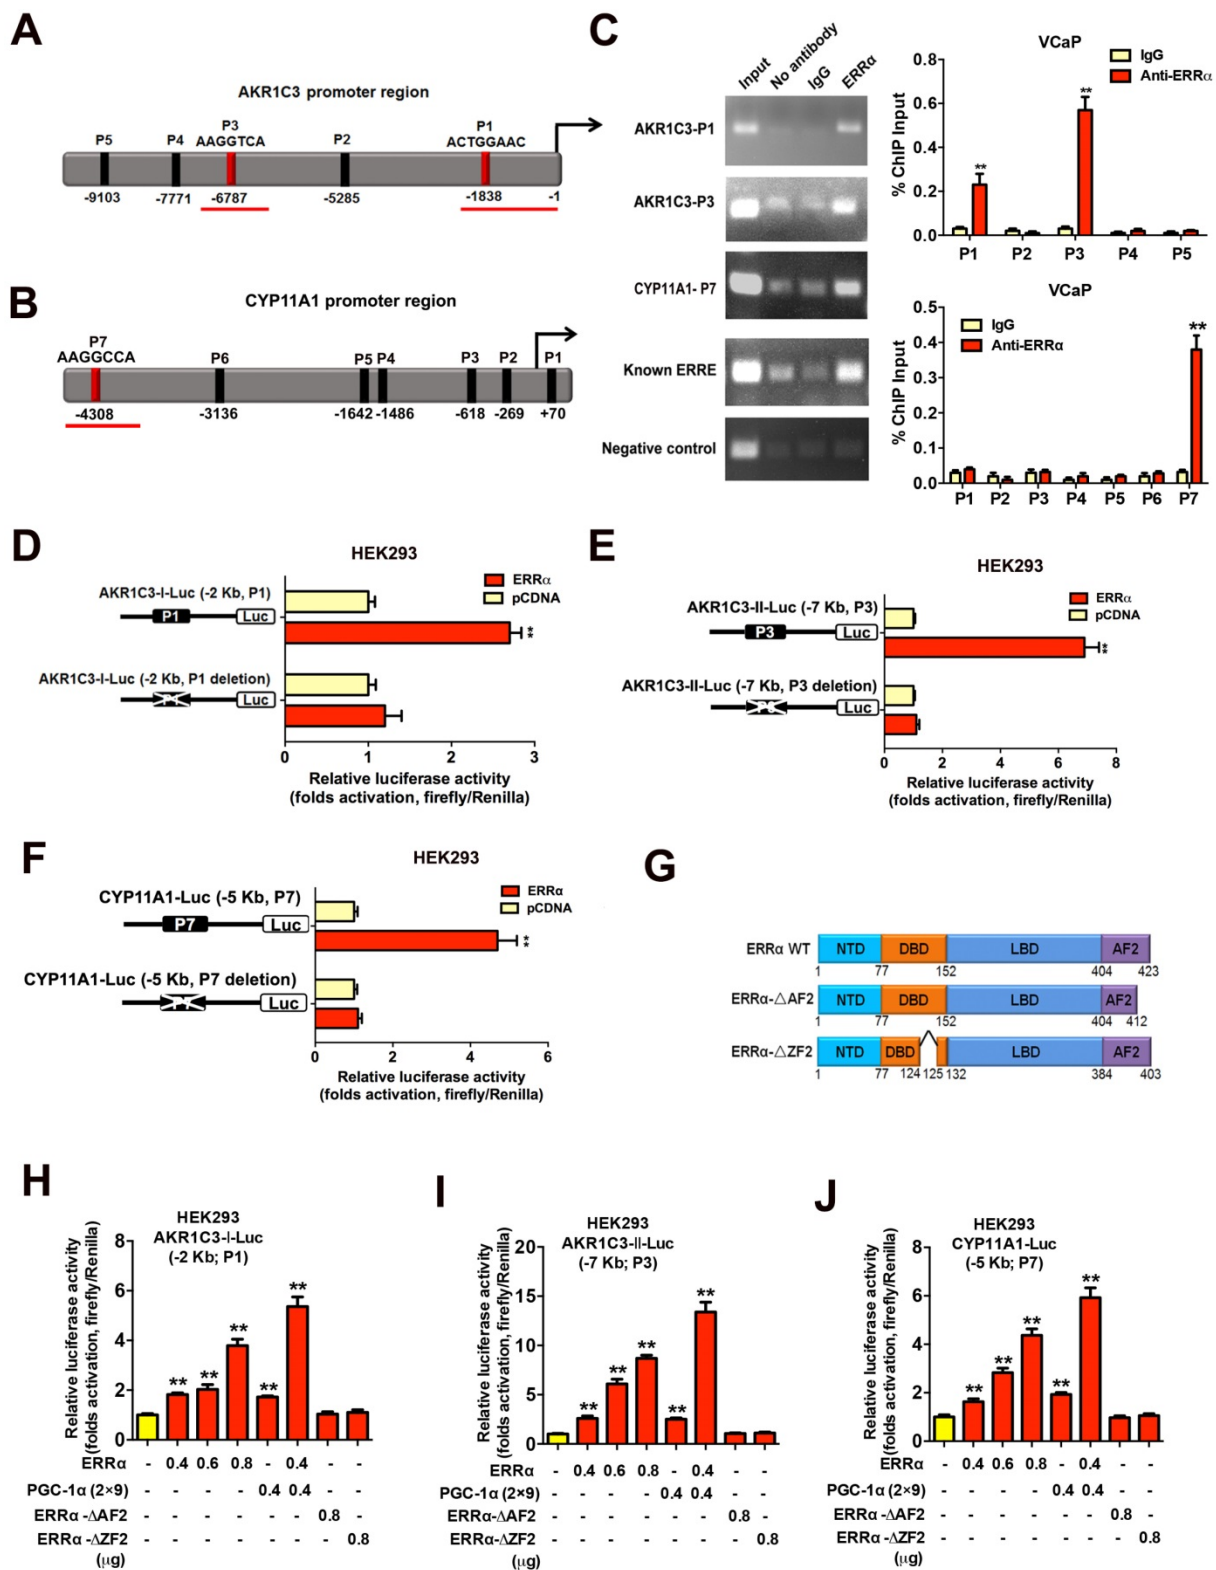 A
AKR1C3 promoter region
P5 P4 P3 P2 P1
AAGGTCA ACTGGAAC
-9103 -7771 -6787 -5285 -1838 -1
B
CYP11A1 promoter region
P7 P6 P5 P4 P3 P2 P1
AAGGCCA
-4308 -3136 -1642 -1486 -618 -269 +70
C
Input No antibody IgG ERRα
AKR1C3-P1
AKR1C3-P3
CYP11A1- P7
Known ERRE
Negative control
VCaP
IgG
Anti-ERRα
% ChIP Input
0.8
0.6
0.4
0.2
0.0
** **
P1 P2 P3 P4 P5
VCaP
IgG
Anti-ERRα
% ChIP Input
0.5
0.4
0.3
0.2
0.1
0.0
**
P1 P2 P3 P4 P5 P6 P7
D
HEK293
AKR1C3-I-Luc (-2 Kb, P1)
P1 Luc
AKR1C3-I-Luc (-2 Kb, P1 deletion)
Luc
ERRα
pCDNA
**
0 1 2 3
Relative luciferase activity
(folds activation, firefly/Renilla)
E
HEK293
AKR1C3-II-Luc (-7 Kb, P3)
P3 Luc
AKR1C3-II-Luc (-7 Kb, P3 deletion)
Luc
ERRα
pCDNA
**
0 2 4 6 8
Relative luciferase activity
(folds activation, firefly/Renilla)
F
HEK293
CYP11A1-Luc (-5 Kb, P7)
P7 Luc
CYP11A1-Luc (-5 Kb, P7 deletion)
Luc
ERRα
pCDNA
**
0 2 4 6
Relative luciferase activity
(folds activation, firefly/Renilla)
G
ERRα WT NTD DBD LBD AF2
1 77 152 404 423
ERRα-△AF2 NTD DBD LBD AF2
1 77 152 404 412
ERRα-△ZF2 NTD DBD LBD AF2
1 77 124 125 132 384 403
H
HEK293
AKR1C3-I-Luc
(-2 Kb; P1)
Relative luciferase activity
(folds activation, firefly/Renilla)
8
6
4
2
0
** ** ** ** **
ERRα - 0.4 0.6 0.8 - 0.4 - -
PGC-1α (2×9) - - - - 0.4 0.4 - -
ERRα -ΔAF2 - - - - - - 0.8 -
ERRα -ΔZF2 - - - - - - - 0.8
(μg)
I
HEK293
AKR1C3-II-Luc
(-7 Kb; P3)
Relative luciferase activity
(folds activation, firefly/Renilla)
20
15
10
5
0
** ** ** ** **
ERRα - 0.4 0.6 0.8 - 0.4 - -
PGC-1α (2×9) - - - - 0.4 0.4 - -
ERRα -ΔAF2 - - - - - - 0.8 -
ERRα -ΔZF2 - - - - - - - 0.8
(μg)
J
HEK293
CYP11A1-Luc
(-5 Kb; P7)
Relative luciferase activity
(folds activation, firefly/Renilla)
8
6
4
2
0
** ** ** ** **
ERRα - 0.4 0.6 0.8 - 0.4 - -
PGC-1α (2×9) - - - - 0.4 0.4 - -
ERRα -ΔAF2 - - - - - - 0.8 -
ERRα -ΔZF2 - - - - - - - 0.8
(μg)